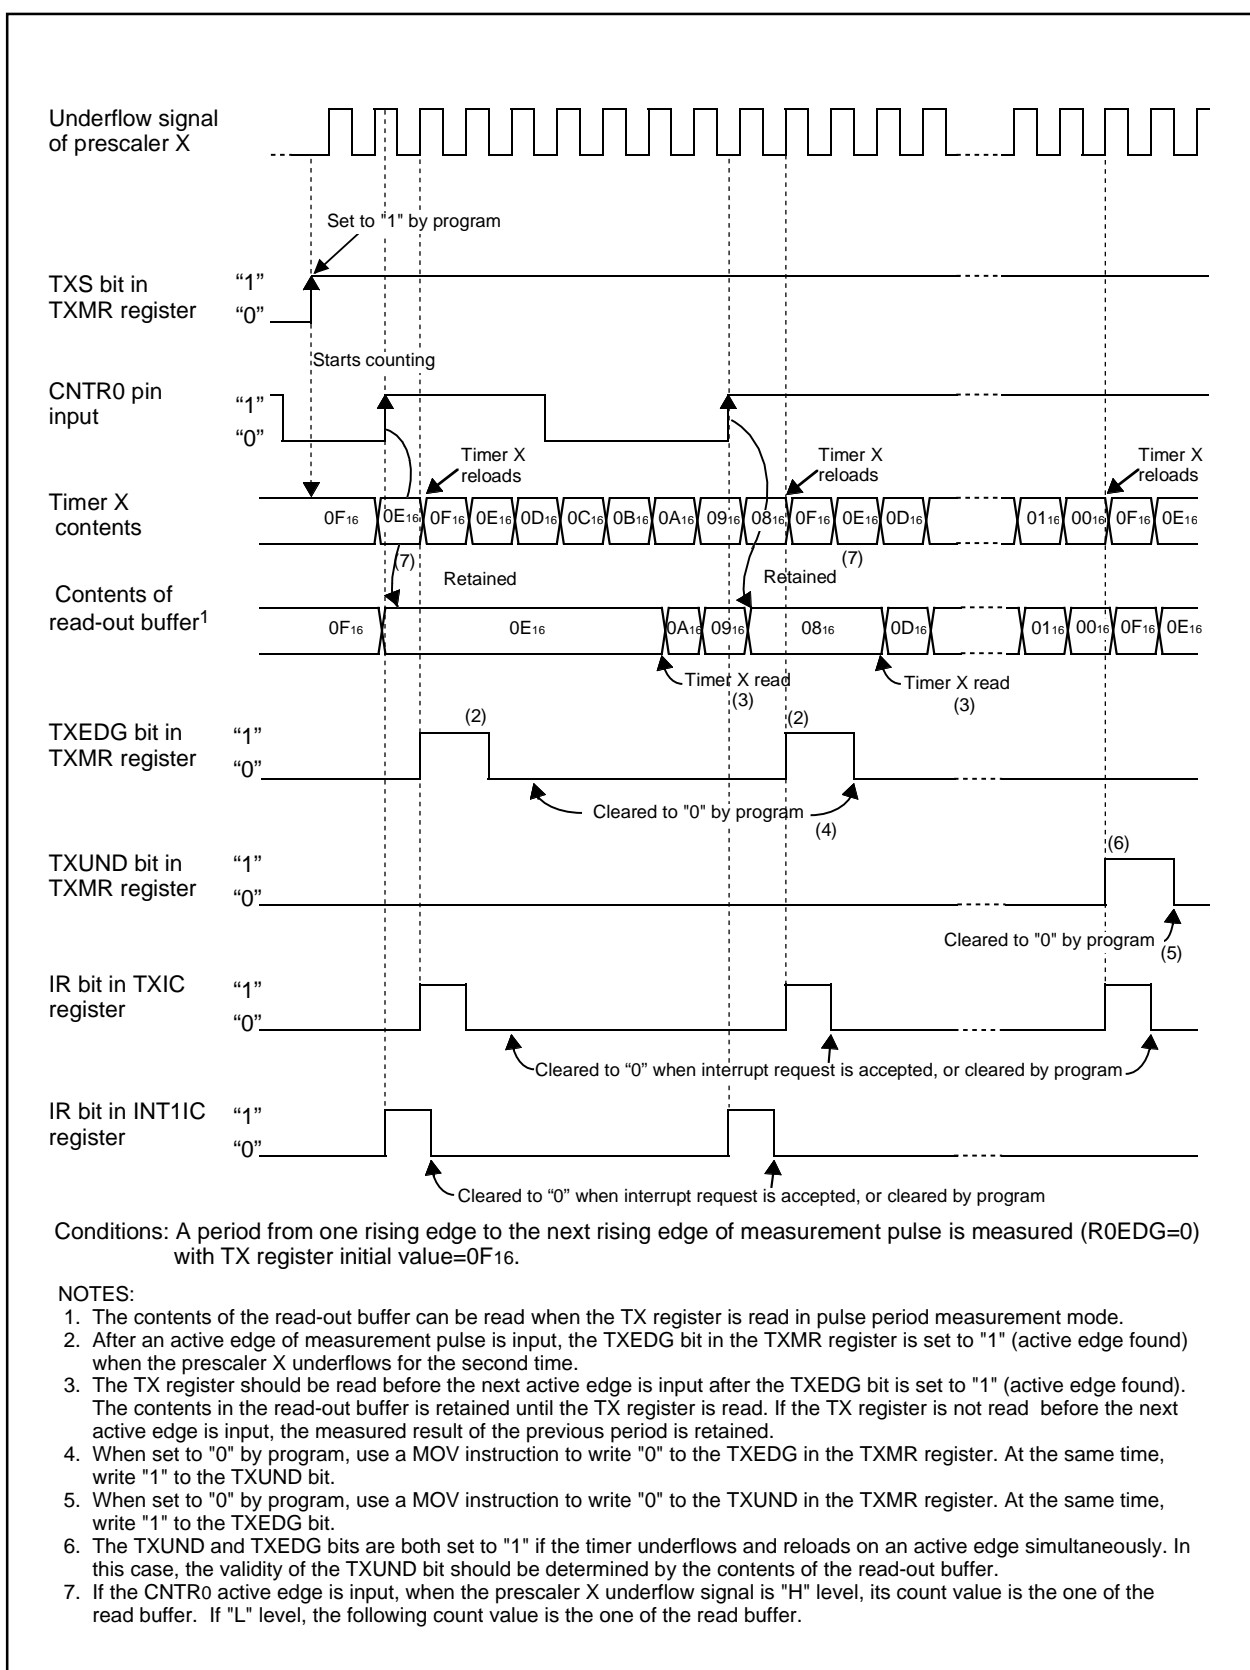 Underflow signal
of prescaler X
Set to "1" by program
TXS bit in
TXMR register
“1”
“0”
Starts counting
CNTR0 pin
input
“1”
“0”
Timer X
reloads
Timer X
reloads
Timer X
reloads
Timer X
contents
0F16 0E16 0F16 0E16 0D16 0C16 0B16 0A16 0916 0816 0F16 0E16 0D16 0116 0016 0F16 0E16
(7) (7)
Retained Retained
Contents of
read-out buffer1
0F16 0E16 0A16 0916 0816 0D16 0116 0016 0F16 0E16
Timer X read
(3)
Timer X read
(3)
TXEDG bit in
TXMR register
“1”
“0”
(2) (2)
Cleared to "0" by program
(4)
TXUND bit in
TXMR register
“1”
“0”
(6)
Cleared to "0" by program
(5)
IR bit in TXIC
register
“1”
“0”
Cleared to “0” when interrupt request is accepted, or cleared by program
IR bit in INT1IC
register
“1”
“0”
Cleared to “0” when interrupt request is accepted, or cleared by program
Conditions: A period from one rising edge to the next rising edge of measurement pulse is measured (R0EDG=0)
with TX register initial value=0F16.
NOTES:
1. The contents of the read-out buffer can be read when the TX register is read in pulse period measurement mode.
2. After an active edge of measurement pulse is input, the TXEDG bit in the TXMR register is set to "1" (active edge found)
when the prescaler X underflows for the second time.
3. The TX register should be read before the next active edge is input after the TXEDG bit is set to "1" (active edge found).
The contents in the read-out buffer is retained until the TX register is read. If the TX register is not read before the next
active edge is input, the measured result of the previous period is retained.
4. When set to "0" by program, use a MOV instruction to write "0" to the TXEDG in the TXMR register. At the same time,
write "1" to the TXUND bit.
5. When set to "0" by program, use a MOV instruction to write "0" to the TXUND in the TXMR register. At the same time,
write "1" to the TXEDG bit.
6. The TXUND and TXEDG bits are both set to "1" if the timer underflows and reloads on an active edge simultaneously. In
this case, the validity of the TXUND bit should be determined by the contents of the read-out buffer.
7. If the CNTR0 active edge is input, when the prescaler X underflow signal is "H" level, its count value is the one of the
read buffer. If "L" level, the following count value is the one of the read buffer.